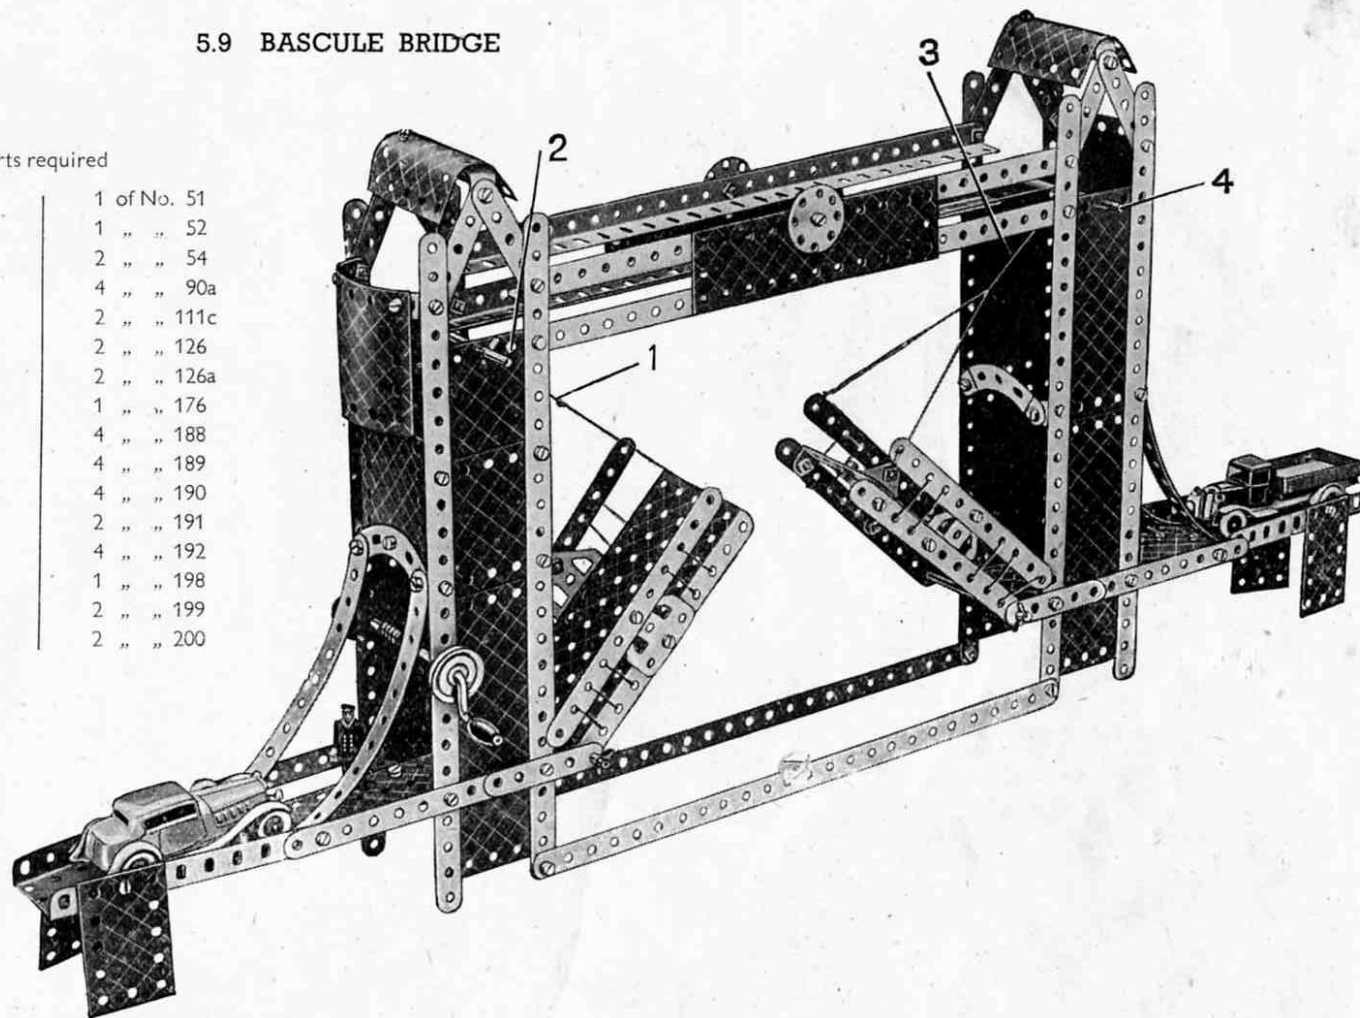 5.9 BASCULE BRIDGE
rts required
1 of No. 51
1 „ „ 52
2 „ „ 54
4 „ „ 90a
2 „ „ 111c
2 „ „ 126
2 „ „ 126a
1 „ „ 176
4 „ „ 188
4 „ „ 189
4 „ „ 190
2 „ „ 191
4 „ „ 192
1 „ „ 198
2 „ „ 199
2 „ „ 200
3
2
4
1